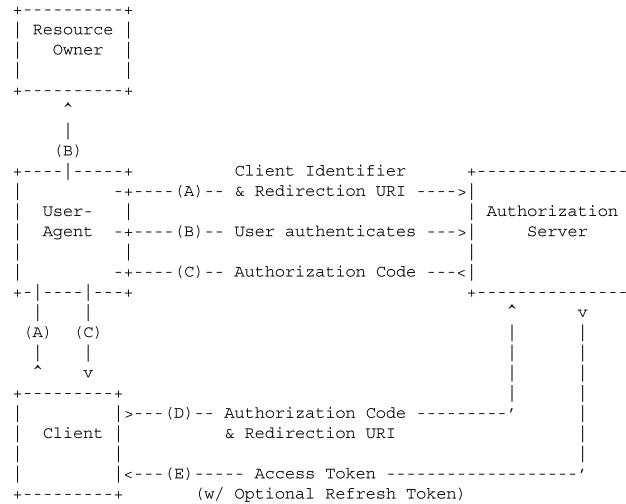 +----------+
| Resource |
|  Owner   |
|          |
+----------+
     ^
     |
    (B)
+----|-----+          Client Identifier      +---------------
|         -+----(A)-- & Redirection URI ---->|
|  User-   |                                 | Authorization
|  Agent  -+----(B)-- User authenticates --->|     Server
|          |                                 |
|         -+----(C)-- Authorization Code ---<|
+-|----|---+                                 +---------------
  |    |                                         ^      v
 (A)  (C)                                        |      |
  |    |                                         |      |
  ^    v                                         |      |
+---------+                                      |      |
|         |>---(D)-- Authorization Code ---------'      |
|  Client |          & Redirection URI                  |
|         |                                             |
|         |<---(E)----- Access Token -------------------'
+---------+       (w/ Optional Refresh Token)